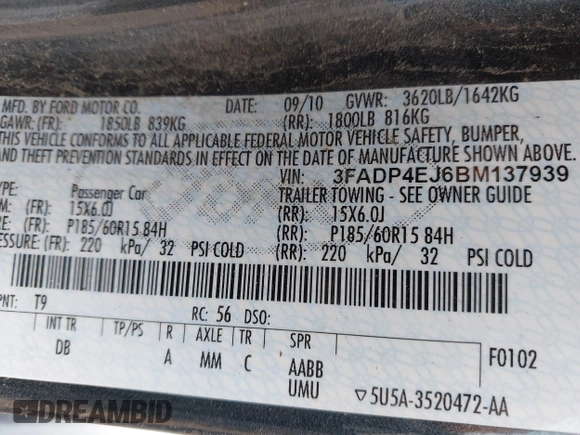 MFD. BY FORD MOTOR CO. DATE: 09/10 GVWR: 3620LB/1642KG
GAWR: (FR): 1850LB 839KG (RR): 1800LB 816KG
THIS VEHICLE CONFORMS TO ALL APPLICABLE FEDERAL MOTOR VEHICLE SAFETY, BUMPER,
AND THEFT PREVENTION STANDARDS IN EFFECT ON THE DATE OF MANUFACTURE SHOWN ABOVE.
VIN: 3FADP4EJ6BM137939
E: Passenger Car TRAILER TOWING - SEE OWNER GUIDE
M: (FR): 15X6.0J (RR): 15X6.0J
RE: (FR): P185/60R15 84H (RR): P185/60R15 84H
ESSURE: (FR): 220 kPa/ 32 PSI COLD (RR): 220 kPa/ 32 PSI COLD
PNT: T9 RC: 56 DSO:
INT TR TP/PS R AXLE TR SPR F0102
DB A MM C AABB
UMU ▽5U5A-3520472-AA
AutoHelperBot